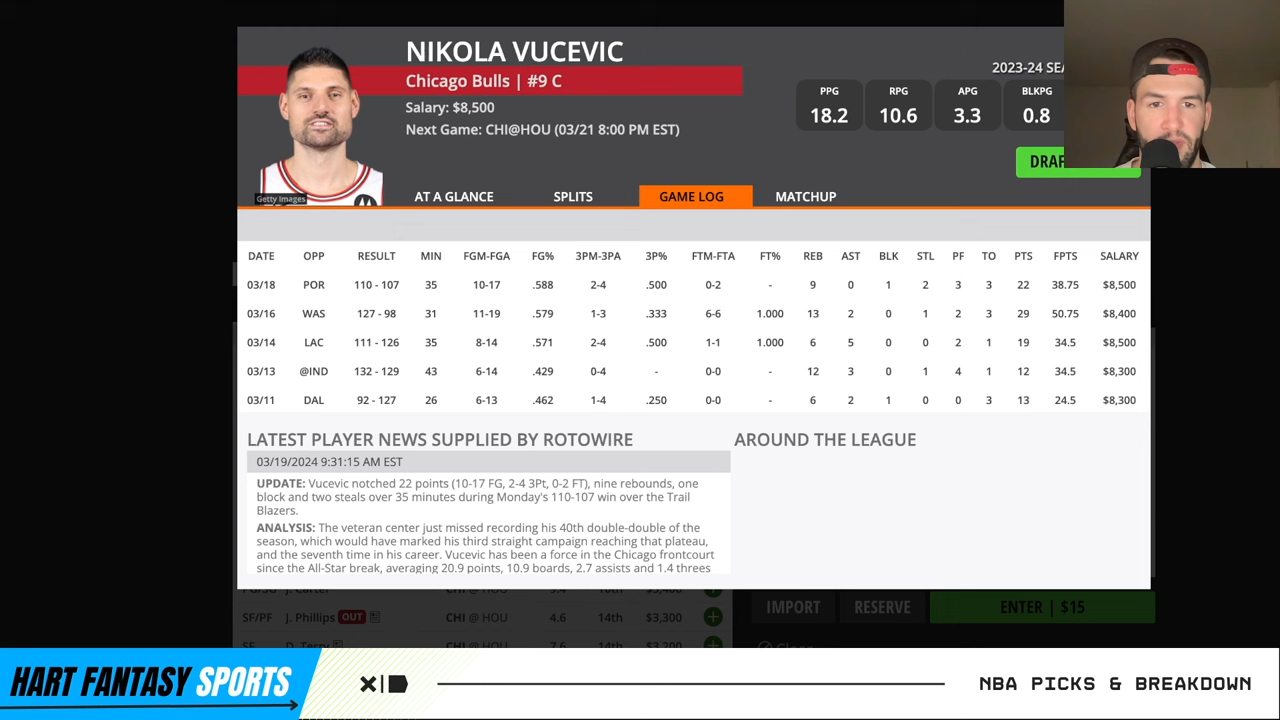 NIKOLA VUCEVIC
Chicago Bulls | #9 C
Salary: $8,500
Next Game: CHI@HOU (03/21 8:00 PM EST)
2023-24 SEA
PPG RPG APG BLKPG
18.2 10.6 3.3 0.8
DRAF
Getty Images
AT A GLANCE SPLITS GAME LOG MATCHUP
DATE OPP RESULT MIN FGM-FGA FG% 3PM-3PA 3P% FTM-FTA FT% REB AST BLK STL PF TO PTS FPTS SALARY
03/18 POR 110 - 107 35 10-17 .588 2-4 .500 0-2 - 9 0 1 2 3 3 22 38.75 $8,500
03/16 WAS 127 - 98 31 11-19 .579 1-3 .333 6-6 1.000 13 2 0 1 2 3 29 50.75 $8,400
03/14 LAC 111 - 126 35 8-14 .571 2-4 .500 1-1 1.000 6 5 0 0 2 1 19 34.5 $8,500
03/13 @IND 132 - 129 43 6-14 .429 0-4 - 0-0 - 12 3 0 1 4 1 12 34.5 $8,300
03/11 DAL 92 - 127 26 6-13 .462 1-4 .250 0-0 - 6 2 1 0 0 3 13 24.5 $8,300
LATEST PLAYER NEWS SUPPLIED BY ROTOWIRE
AROUND THE LEAGUE
03/19/2024 9:31:15 AM EST
UPDATE: Vucevic notched 22 points (10-17 FG, 2-4 3Pt, 0-2 FT), nine rebounds, one
block and two steals over 35 minutes during Monday's 110-107 win over the Trail
Blazers.
ANALYSIS: The veteran center just missed recording his 40th double-double of the
season, which would have marked his third straight campaign reaching that plateau,
and the seventh time in his career. Vucevic has been a force in the Chicago frontcourt
since the All-Star break, averaging 20.9 points, 10.9 boards, 2.7 assists and 1.4 threes
SF/PF J. Phillips OUT CHI @ HOU 4.6 14th $3,300
IMPORT RESERVE ENTER | $15
HART FANTASY SPORTS
NBA PICKS & BREAKDOWN